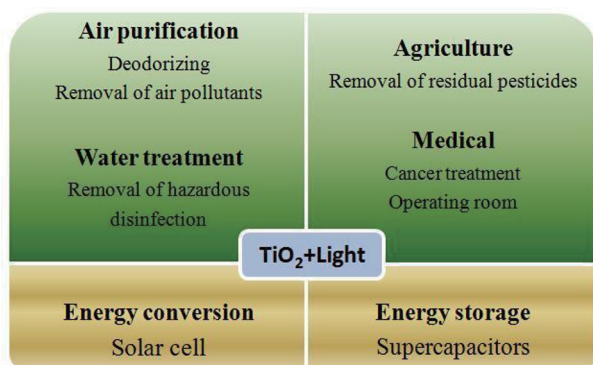 Air purification
Deodorizing
Removal of air pollutants
Water treatment
Removal of hazardous
disinfection
Agriculture
Removal of residual pesticides
Medical
Cancer treatment
Operating room
TiO₂+Light
Energy conversion
Solar cell
Energy storage
Supercapacitors